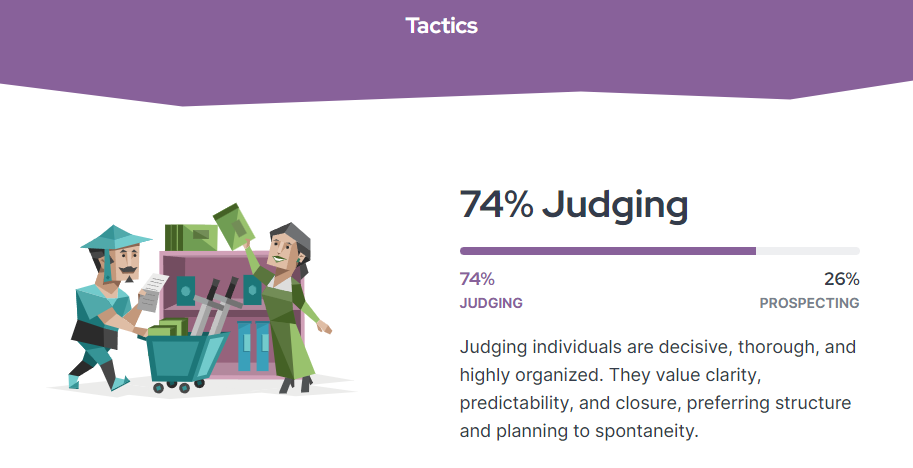 Tactics
74% Judging
74%
26%
JUDGING
PROSPECTING
Judging individuals are decisive, thorough, and
highly organized. They value clarity,
predictability, and closure, preferring structure
and planning to spontaneity.